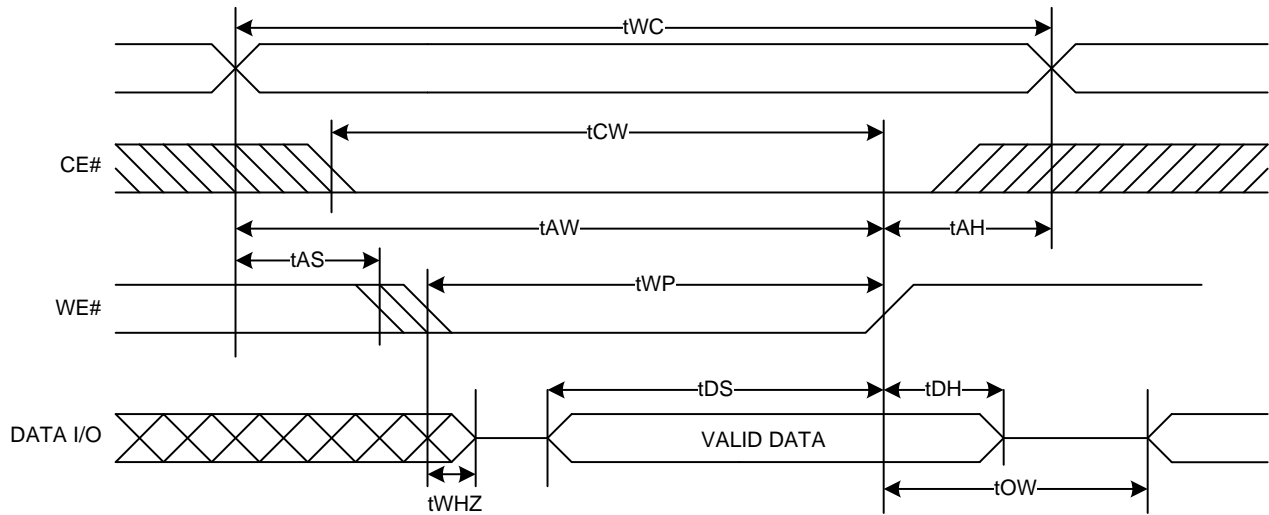 tWC
tCW
CE#
tAW
tAH
tAS
tWP
WE#
tDS
tDH
DATA I/O
VALID DATA
tWHZ
tOW